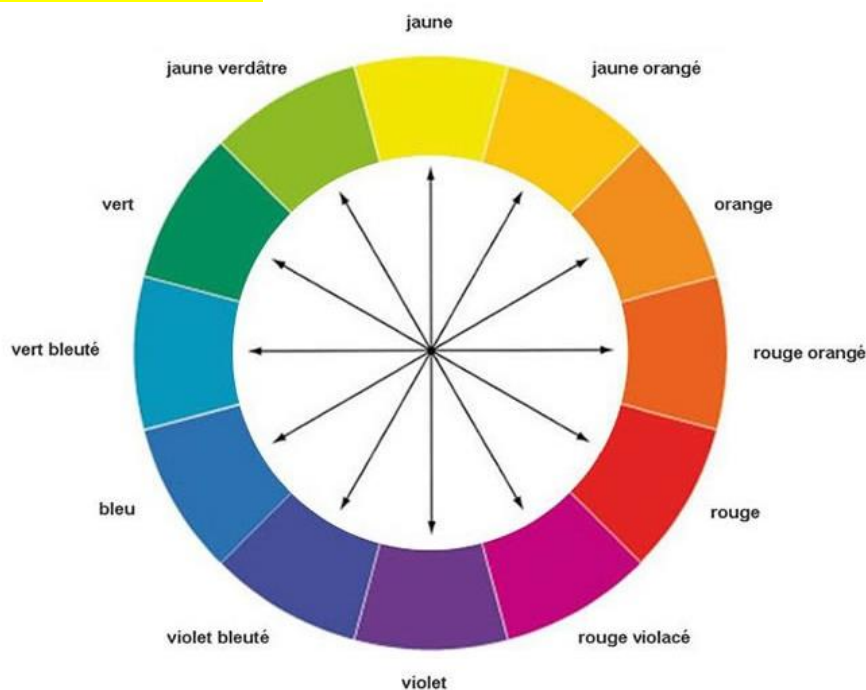 jaune
jaune verdâtre
jaune orangé
vert
orange
vert bleuté
rouge orangé
bleu
rouge
violet bleuté
rouge violacé
violet